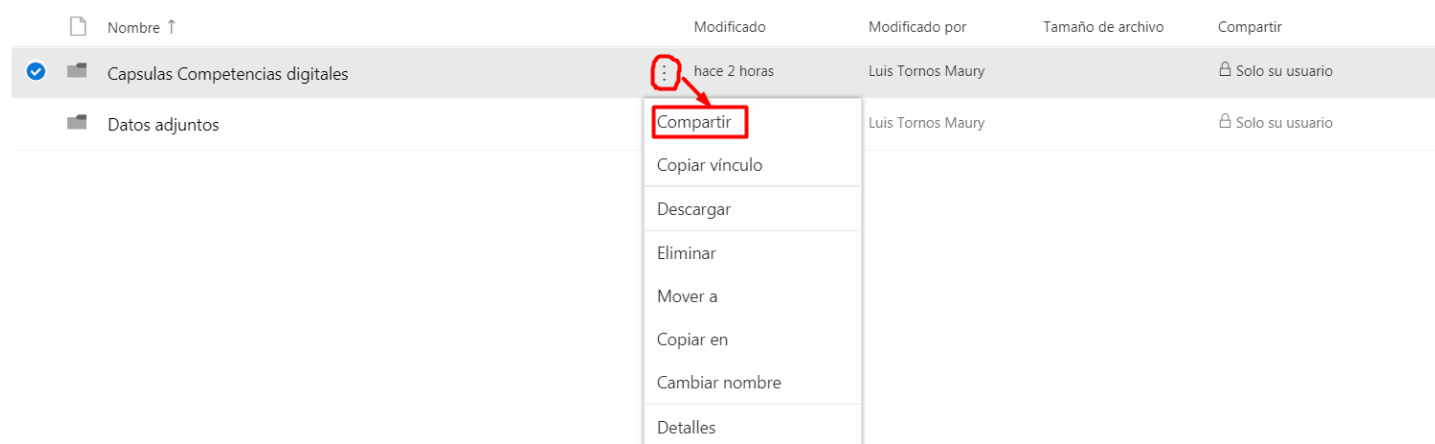 Nombre ↑ Modificado Modificado por Tamaño de archivo Compartir
Capsulas Competencias digitales hace 2 horas Luis Tornos Maury Solo su usuario
Datos adjuntos Compartir Luis Tornos Maury Solo su usuario
Copiar vínculo
Descargar
Eliminar
Mover a
Copiar en
Cambiar nombre
Detalles